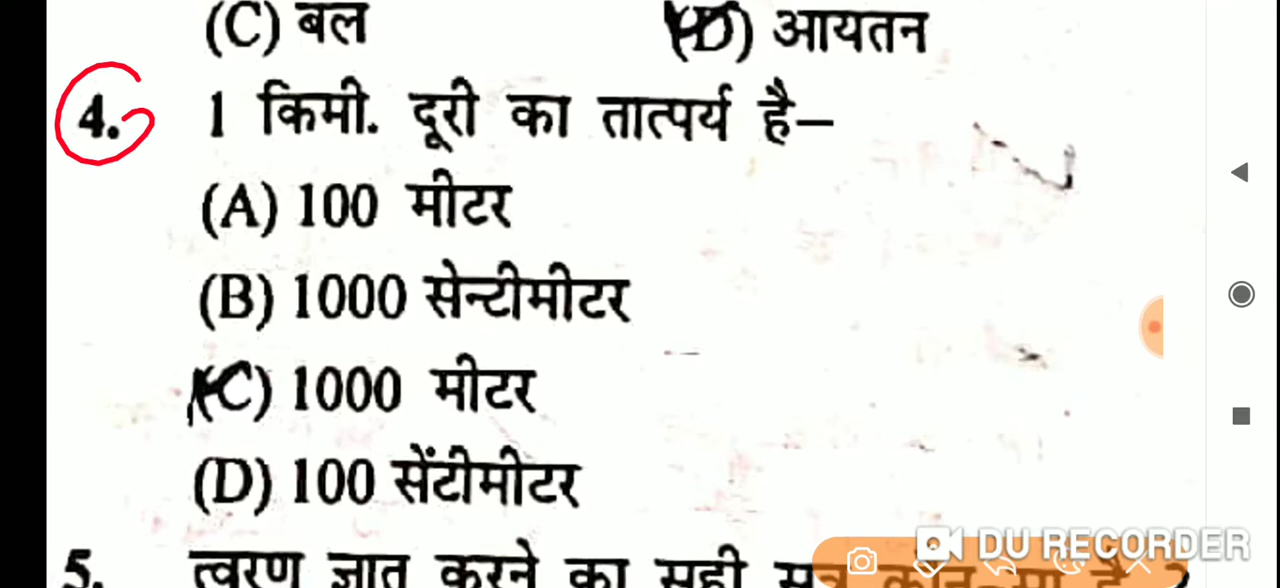 (C) बल (D) आयतन
4. 1 किमी. दूरी का तात्पर्य है–
(A) 100 मीटर
(B) 1000 सेन्टीमीटर
(C) 1000 मीटर
(D) 100 सेंटीमीटर
5. त्वरण ज्ञात करने का सही सूत्र कौन-सा है ?
DU RECORDER